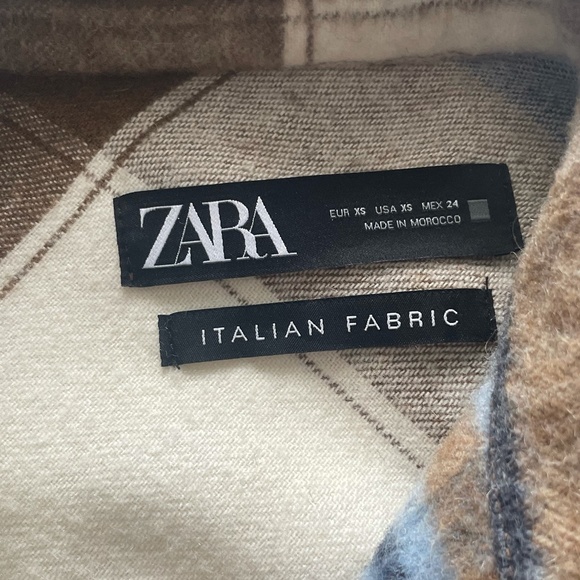 ZARA
EUR XS USA XS MEX 24
MADE IN MOROCCO
ITALIAN FABRIC